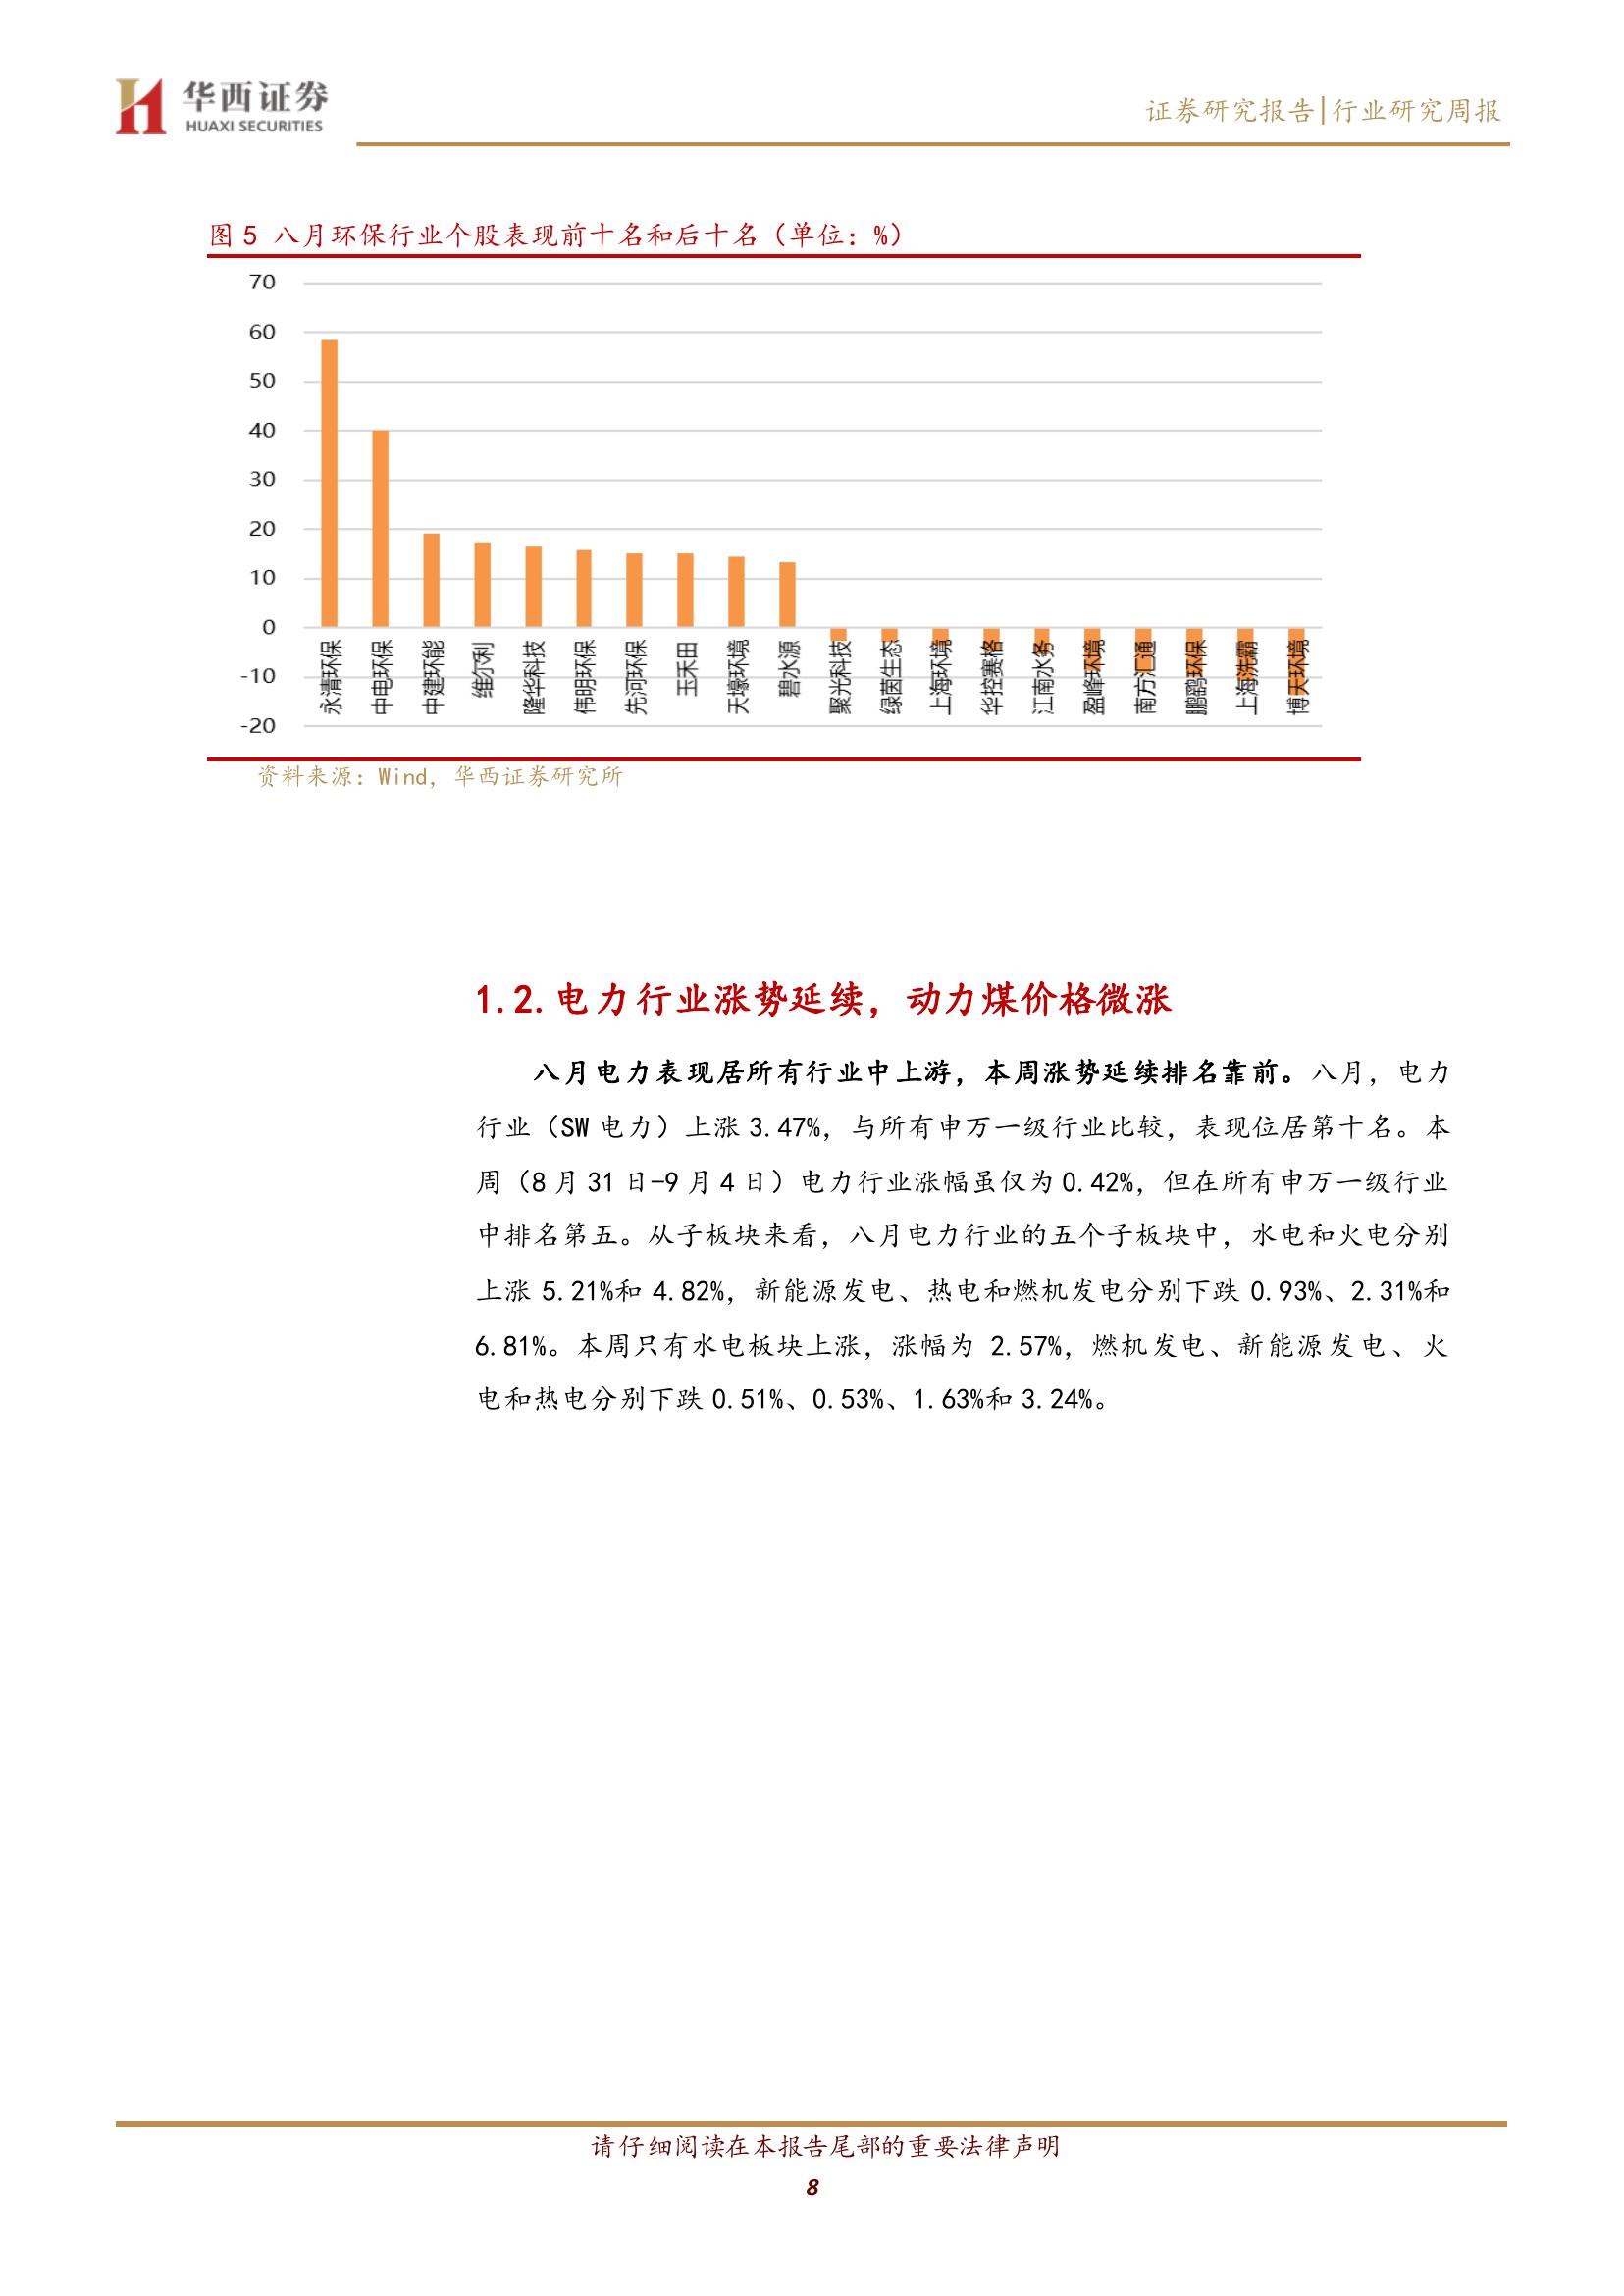 华西证券
HUAXI SECURITIES
证券研究报告|行业研究周报
图 5 八月环保行业个股表现前十名和后十名（单位：%）
70
60
50
40
30
20
10
0
-10
-20
永清环保
中电环保
中建环能
维尔利
隆华科技
伟明环保
先河环保
玉禾田
天壕环境
碧水源
聚光科技
绿茵生态
上海环境
华控赛格
江南水务
盈峰环境
南方汇通
鹏鹞环保
上海洗霸
博天环境
资料来源：Wind，华西证券研究所
1.2.电力行业涨势延续，动力煤价格微涨
八月电力表现居所有行业中上游，本周涨势延续排名靠前。八月，电力
行业（SW 电力）上涨 3.47%，与所有申万一级行业比较，表现位居第十名。本
周（8 月 31 日-9 月 4 日）电力行业涨幅虽仅为 0.42%，但在所有申万一级行业
中排名第五。从子板块来看，八月电力行业的五个子板块中，水电和火电分别
上涨 5.21%和 4.82%，新能源发电、热电和燃机发电分别下跌 0.93%、2.31%和
6.81%。本周只有水电板块上涨，涨幅为 2.57%，燃机发电、新能源发电、火
电和热电分别下跌 0.51%、0.53%、1.63%和 3.24%。
请仔细阅读在本报告尾部的重要法律声明
8